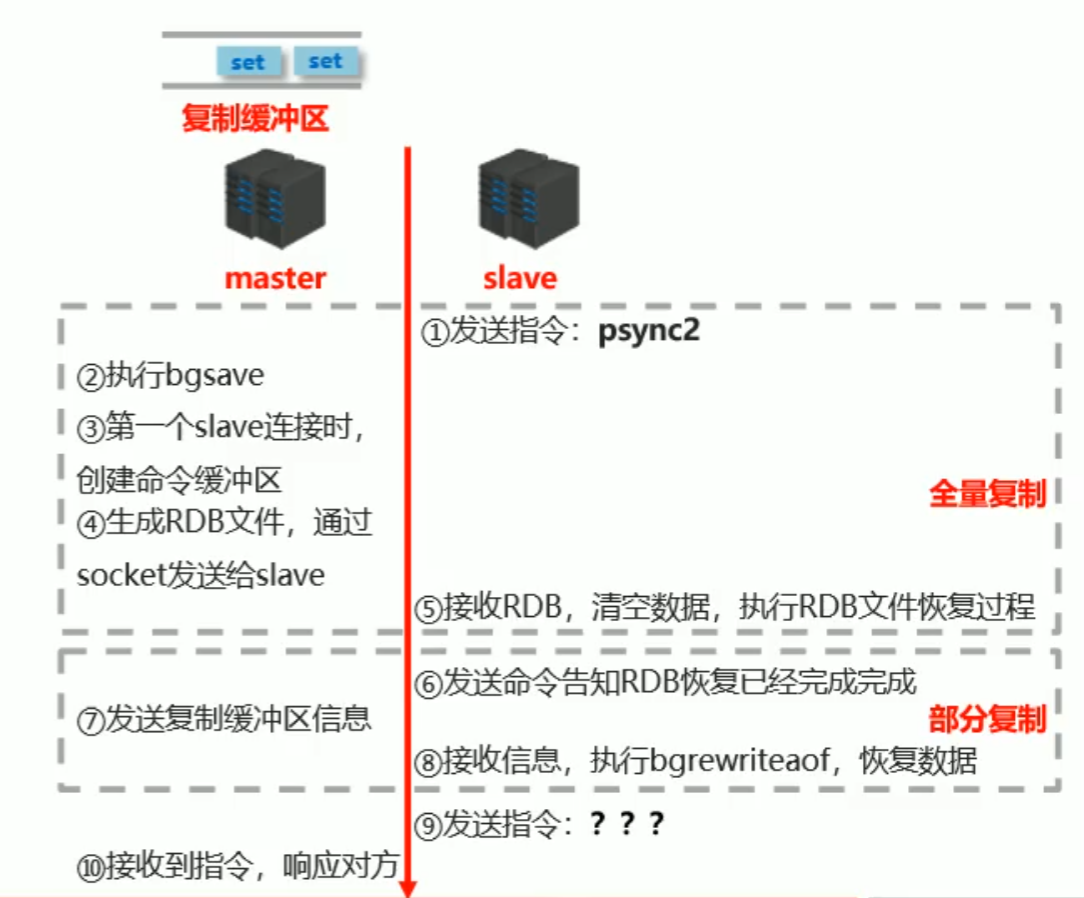 set set
复制缓冲区
master
slave
①发送指令：psync2
②执行bgsave
③第一个slave连接时，
创建命令缓冲区
全量复制
④生成RDB文件，通过
socket发送给slave
⑤接收RDB，清空数据，执行RDB文件恢复过程
⑥发送命令告知RDB恢复已经完成完成
⑦发送复制缓冲区信息
部分复制
⑧接收信息，执行bgrewriteaof，恢复数据
⑨发送指令：？？？
⑩接收到指令，响应对方